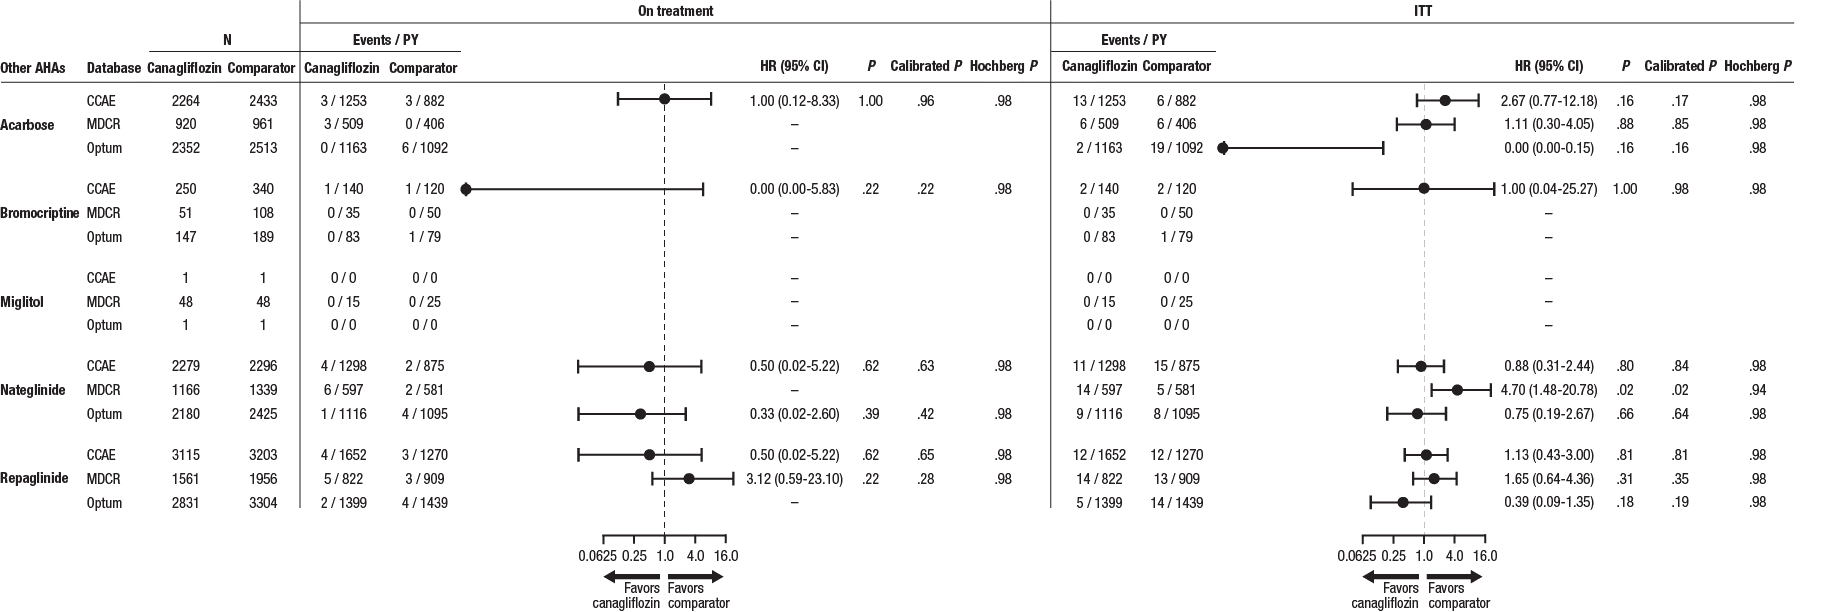 On treatment ITT
N Events / PY Events / PY
Other AHAs Database Canagliflozin Comparator Canagliflozin Comparator HR (95% CI) P Calibrated P Hochberg P Canagliflozin Comparator HR (95% CI) P Calibrated P Hochberg P
CCAE 2264 2433 3 / 1253 3 / 882 1.00 (0.12-8.33) 1.00 .96 .98 13 / 1253 6 / 882 2.67 (0.77-12.18) .16 .17 .98
Acarbose MDCR 920 961 3 / 509 0 / 406 – 6 / 509 6 / 406 1.11 (0.30-4.05) .88 .85 .98
Optum 2352 2513 0 / 1163 6 / 1092 – 2 / 1163 19 / 1092 0.00 (0.00-0.15) .16 .16 .98
CCAE 250 340 1 / 140 1 / 120 0.00 (0.00-5.83) .22 .22 .98 2 / 140 2 / 120 1.00 (0.04-25.27) 1.00 .98 .98
Bromocriptine MDCR 51 108 0 / 35 0 / 50 – 0 / 35 0 / 50 –
Optum 147 189 0 / 83 1 / 79 – 0 / 83 1 / 79 –
CCAE 1 1 0 / 0 0 / 0 – 0 / 0 0 / 0 –
Miglitol MDCR 48 48 0 / 15 0 / 25 – 0 / 15 0 / 25 –
Optum 1 1 0 / 0 0 / 0 – 0 / 0 0 / 0 –
CCAE 2279 2296 4 / 1298 2 / 875 0.50 (0.02-5.22) .62 .63 .98 11 / 1298 15 / 875 0.88 (0.31-2.44) .80 .84 .98
Nateglinide MDCR 1166 1339 6 / 597 2 / 581 – 14 / 597 5 / 581 4.70 (1.48-20.78) .02 .02 .94
Optum 2180 2425 1 / 1116 4 / 1095 0.33 (0.02-2.60) .39 .42 .98 9 / 1116 8 / 1095 0.75 (0.19-2.67) .66 .64 .98
CCAE 3115 3203 4 / 1652 3 / 1270 0.50 (0.02-5.22) .62 .65 .98 12 / 1652 12 / 1270 1.13 (0.43-3.00) .81 .81 .98
Repaglinide MDCR 1561 1956 5 / 822 3 / 909 3.12 (0.59-23.10) .22 .28 .98 14 / 822 13 / 909 1.65 (0.64-4.36) .31 .35 .98
Optum 2831 3304 2 / 1399 4 / 1439 – 5 / 1399 14 / 1439 0.39 (0.09-1.35) .18 .19 .98
0.0625 0.25 1.0 4.0 16.0 0.0625 0.25 1.0 4.0 16.0
Favors Favors Favors Favors
canagliflozin comparator canagliflozin comparator